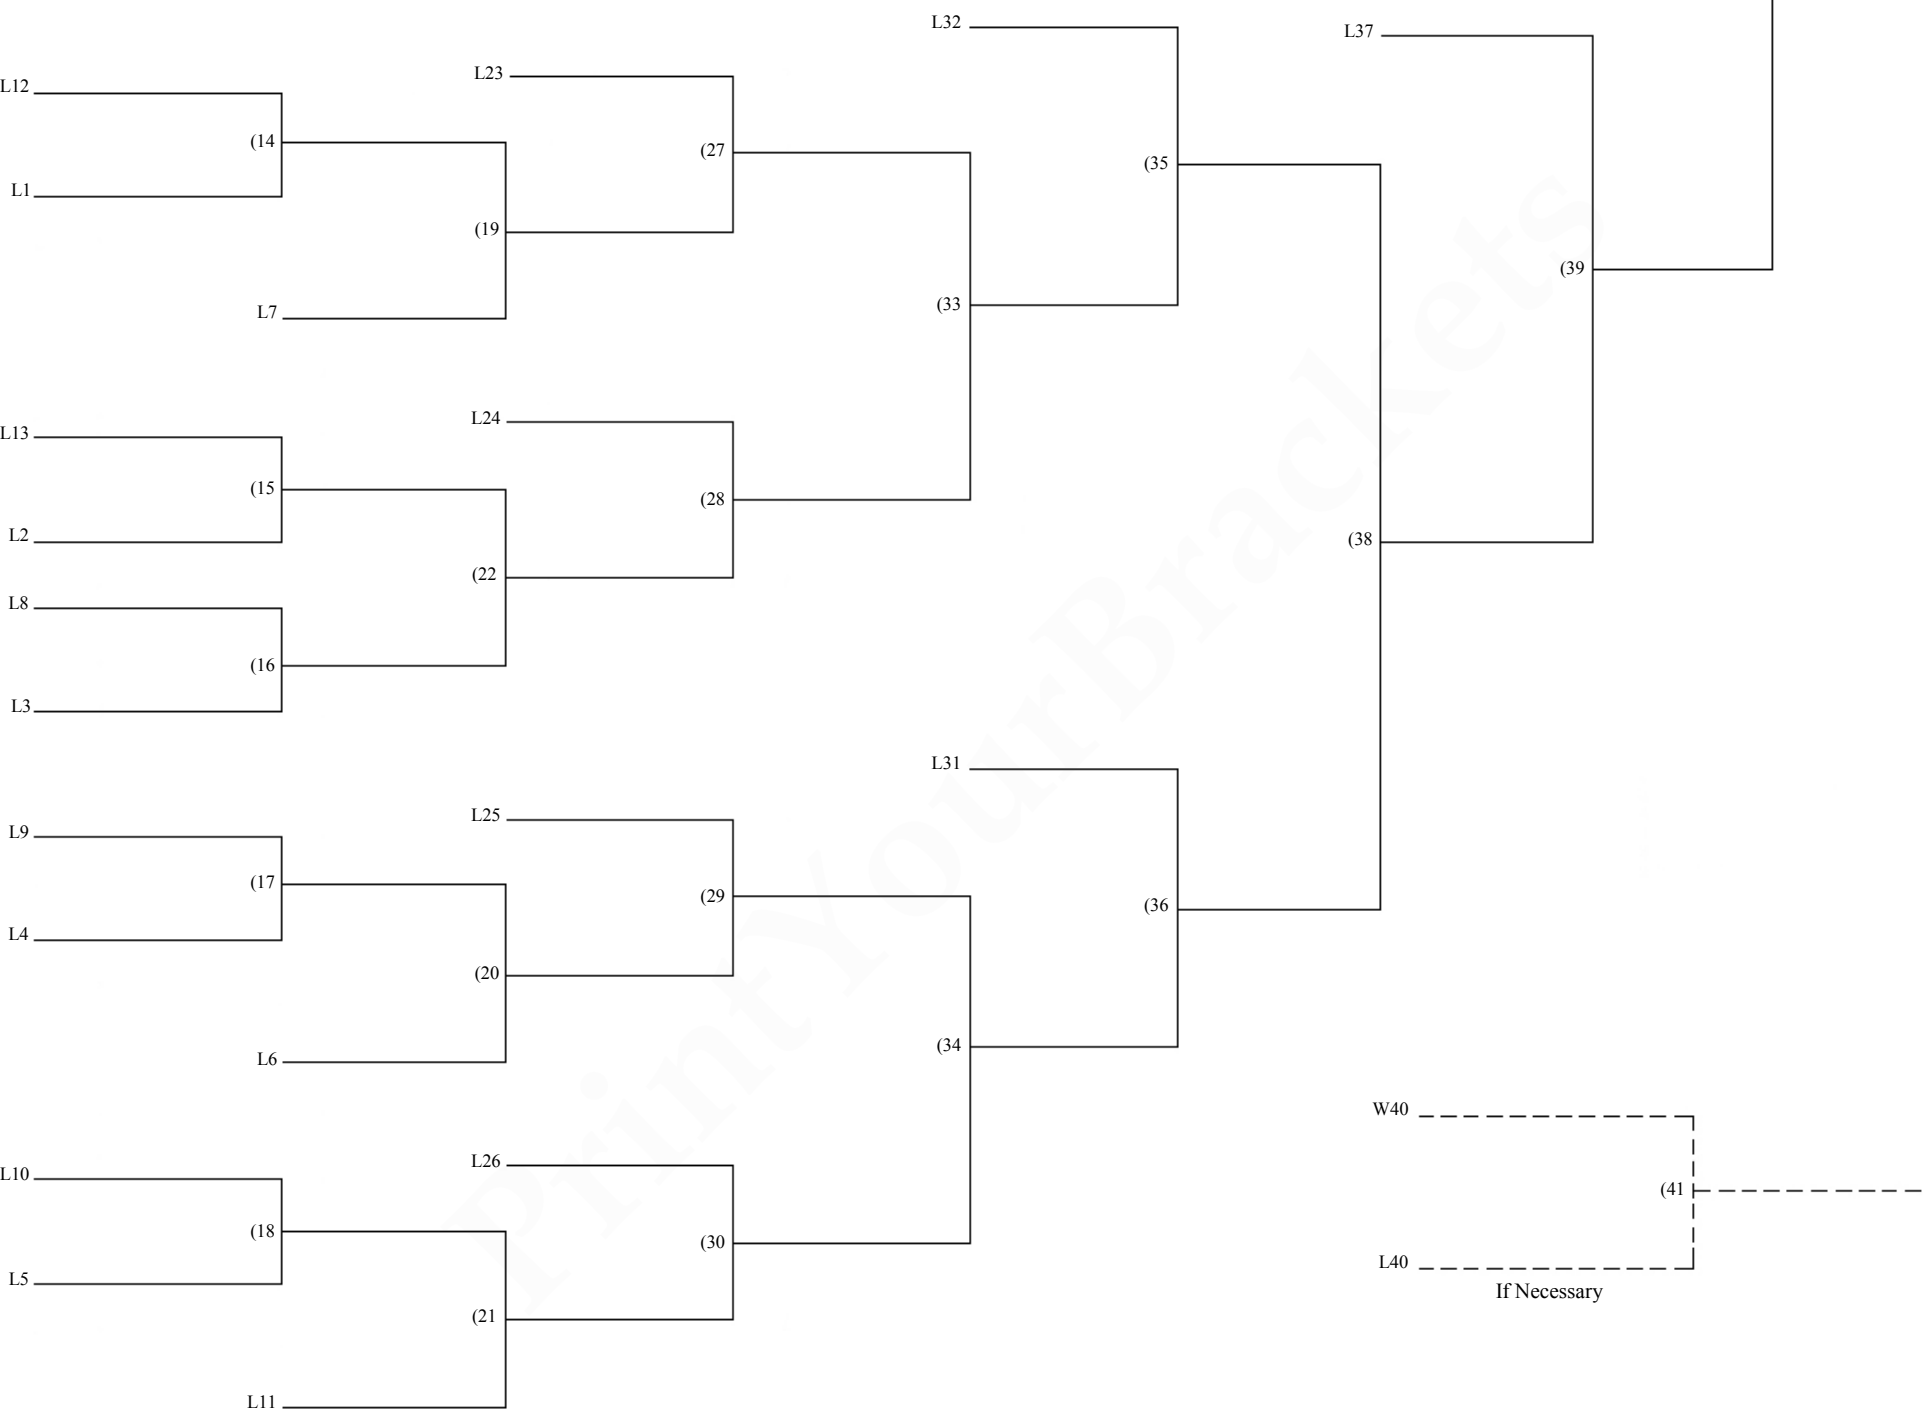 L32
L37
L23
L12
(14
(27
(35
L1
(19
(39
(33
L7
L24
L13
(15
(28
L2
(38
(22
L8
(16
L3
L31
L25
L9
(17
(29
(36
L4
(20
(34
L6
W40
L26
L10
(41
(18
(30
L40
L5
If Necessary
(21
L11
PrintYourBrackets